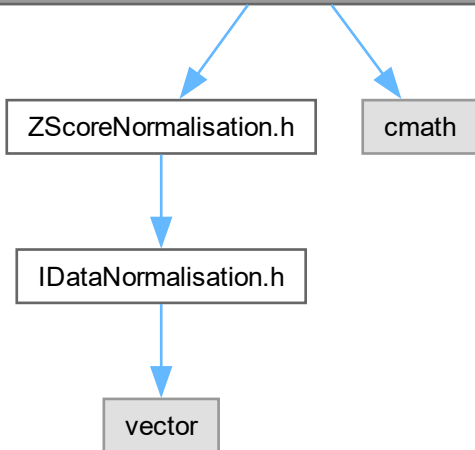 ZScoreNormalisation.h
cmath
IDataNormalisation.h
vector